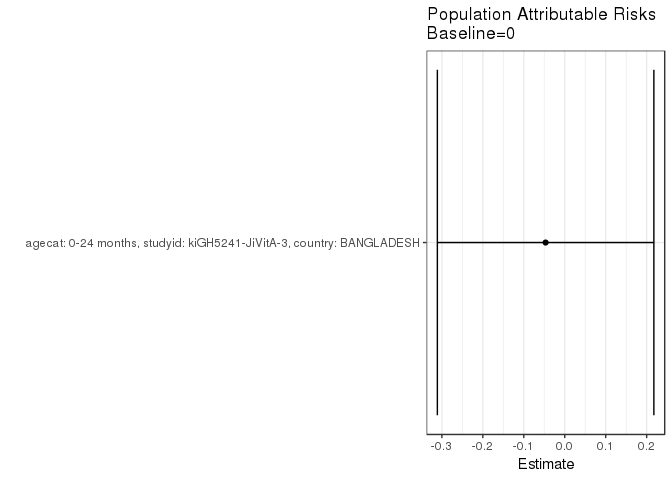 Population Attributable Risks
Baseline=0
agecat: 0-24 months, studyid: kiGH5241-JiVitA-3, country: BANGLADESH
-0.3 -0.2 -0.1 0.0 0.1 0.2
Estimate